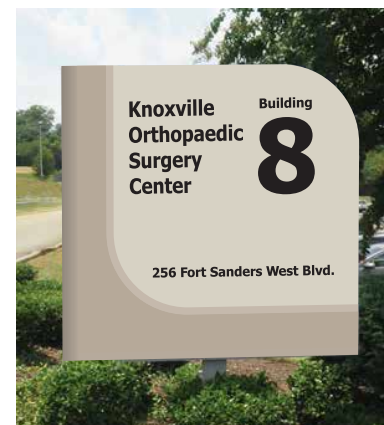 Knoxville
Orthopaedic
Surgery
Center
Building
8
256 Fort Sanders West Blvd.